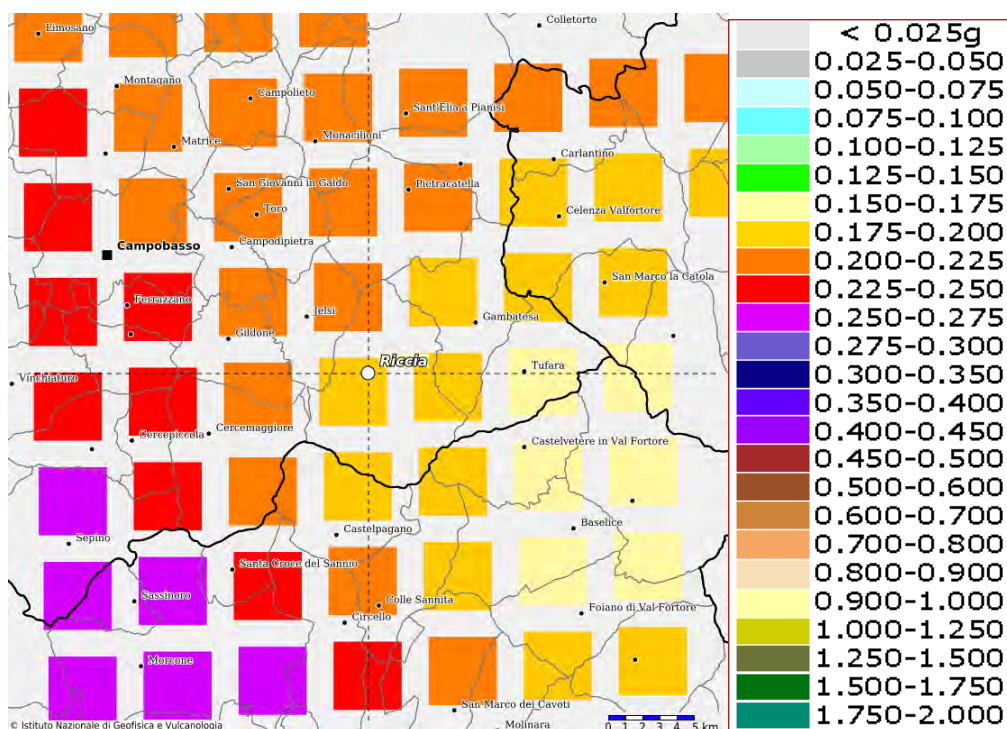 Colletorto
Limosano
Montagano
Campolieto
Sant'Elia a Pianisi
Matrice
Monacilioni
Carlantino
San Giovanni in Galdo
Pietracatella
Toro
Celenza Valfortore
Campobasso
Campodipietra
San Marco la Catola
Ferrazzano
Jelsi
Gambatesa
Gildone
Riccia
Tufara
Vinchiaturo
Cercemaggiore
Cercepiccola
Castelvetere in Val Fortore
Baselice
Castelpagano
Sepino
Santa Croce del Sannio
Sassinoro
Colle Sannita
Foiano di Val Fortore
Circello
Morcone
San Marco dei Cavoti
Molinara
© Istituto Nazionale di Geofisica e Vulcanologia
0 1 2 3 4 5 km
< 0.025g
0.025-0.050
0.050-0.075
0.075-0.100
0.100-0.125
0.125-0.150
0.150-0.175
0.175-0.200
0.200-0.225
0.225-0.250
0.250-0.275
0.275-0.300
0.300-0.350
0.350-0.400
0.400-0.450
0.450-0.500
0.500-0.600
0.600-0.700
0.700-0.800
0.800-0.900
0.900-1.000
1.000-1.250
1.250-1.500
1.500-1.750
1.750-2.000